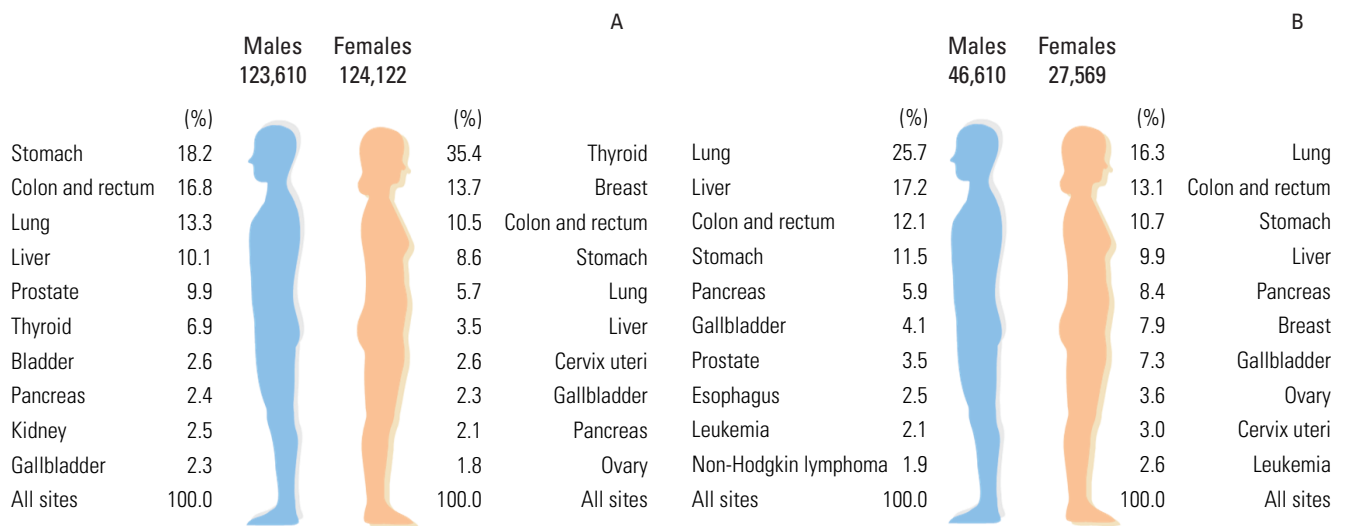 A
Males Females
123,610 124,122
(%) (%)
Stomach 18.2 35.4 Thyroid
Colon and rectum 16.8 13.7 Breast
Lung 13.3 10.5 Colon and rectum
Liver 10.1 8.6 Stomach
Prostate 9.9 5.7 Lung
Thyroid 6.9 3.5 Liver
Bladder 2.6 2.6 Cervix uteri
Pancreas 2.4 2.3 Gallbladder
Kidney 2.5 2.1 Pancreas
Gallbladder 2.3 1.8 Ovary
All sites 100.0 100.0 All sites
B
Males Females
46,610 27,569
(%) (%)
Lung 25.7 16.3 Lung
Liver 17.2 13.1 Colon and rectum
Colon and rectum 12.1 10.7 Stomach
Stomach 11.5 9.9 Liver
Pancreas 5.9 8.4 Pancreas
Gallbladder 4.1 7.9 Breast
Prostate 3.5 7.3 Gallbladder
Esophagus 2.5 3.6 Ovary
Leukemia 2.1 3.0 Cervix uteri
Non-Hodgkin lymphoma 1.9 2.6 Leukemia
All sites 100.0 100.0 All sites